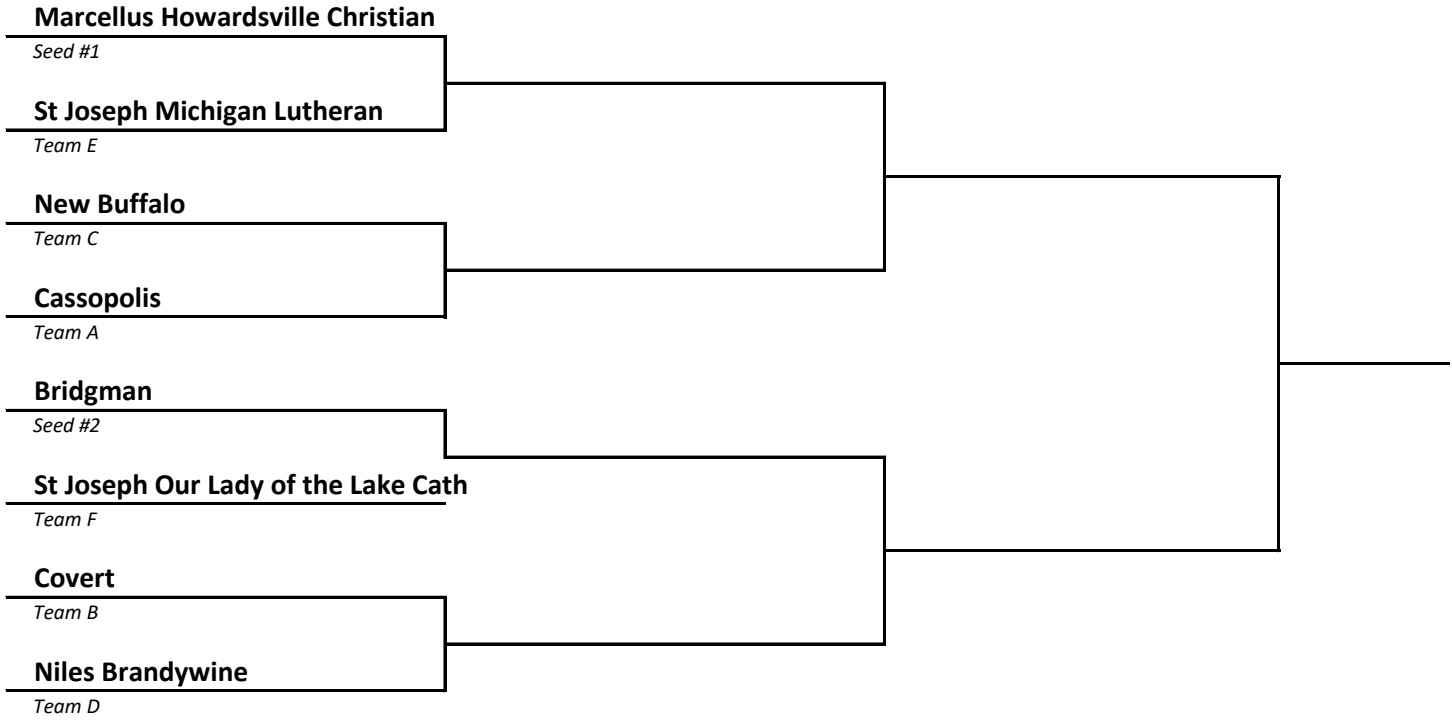 Marcellus Howardsville Christian
Seed #1
St Joseph Michigan Lutheran
Team E
New Buffalo
Team C
Cassopolis
Team A
Bridgman
Seed #2
St Joseph Our Lady of the Lake Cath
Team F
Covert
Team B
Niles Brandywine
Team D